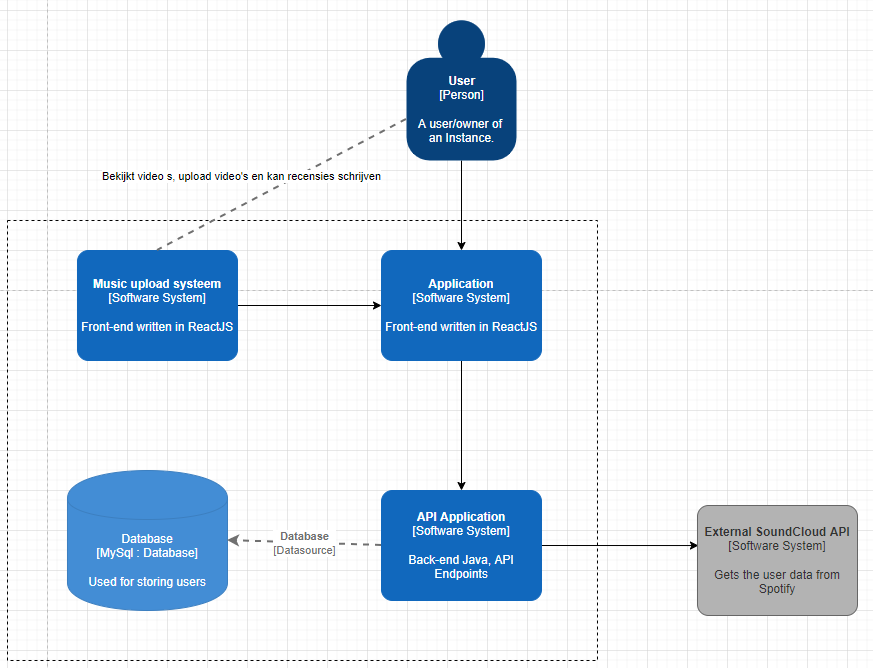 User
[Person]
A user/owner of
an Instance.
Bekijkt video s, upload video's en kan recensies schrijven
Music upload systeem
[Software System]
Front-end written in ReactJS
Application
[Software System]
Front-end written in ReactJS
Database
[MySql : Database]
Used for storing users
Database
[Datasource]
API Application
[Software System]
Back-end Java, API
Endpoints
External SoundCloud API
[Software System]
Gets the user data from
Spotify